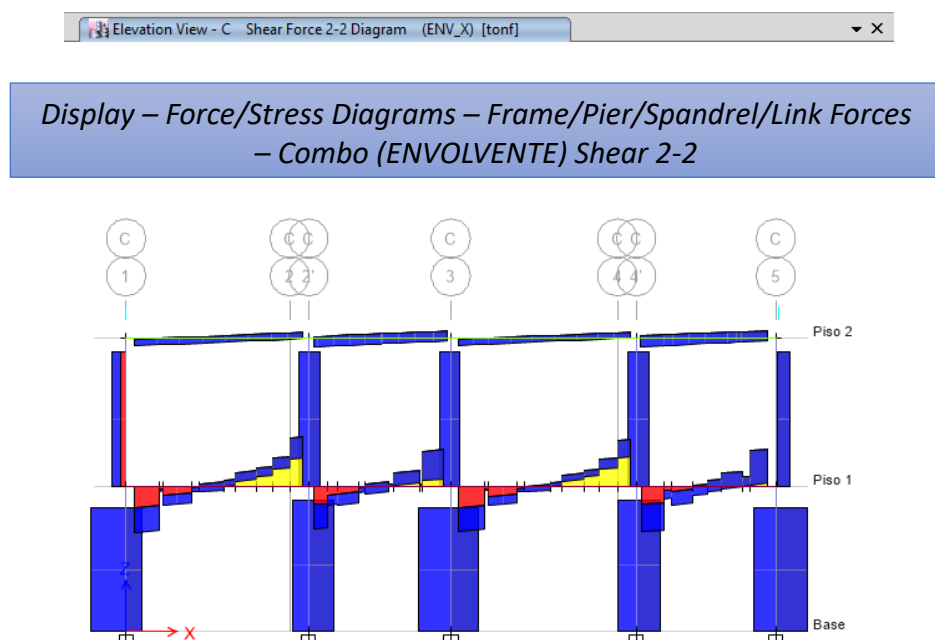 Elevation View - C Shear Force 2-2 Diagram (ENV_X) [tonf]
Display – Force/Stress Diagrams – Frame/Pier/Spandrel/Link Forces
– Combo (ENVOLVENTE) Shear 2-2
C C C C C C C
1 2 2' 3 4 4' 5
Piso 2
Piso 1
Z
X
Base